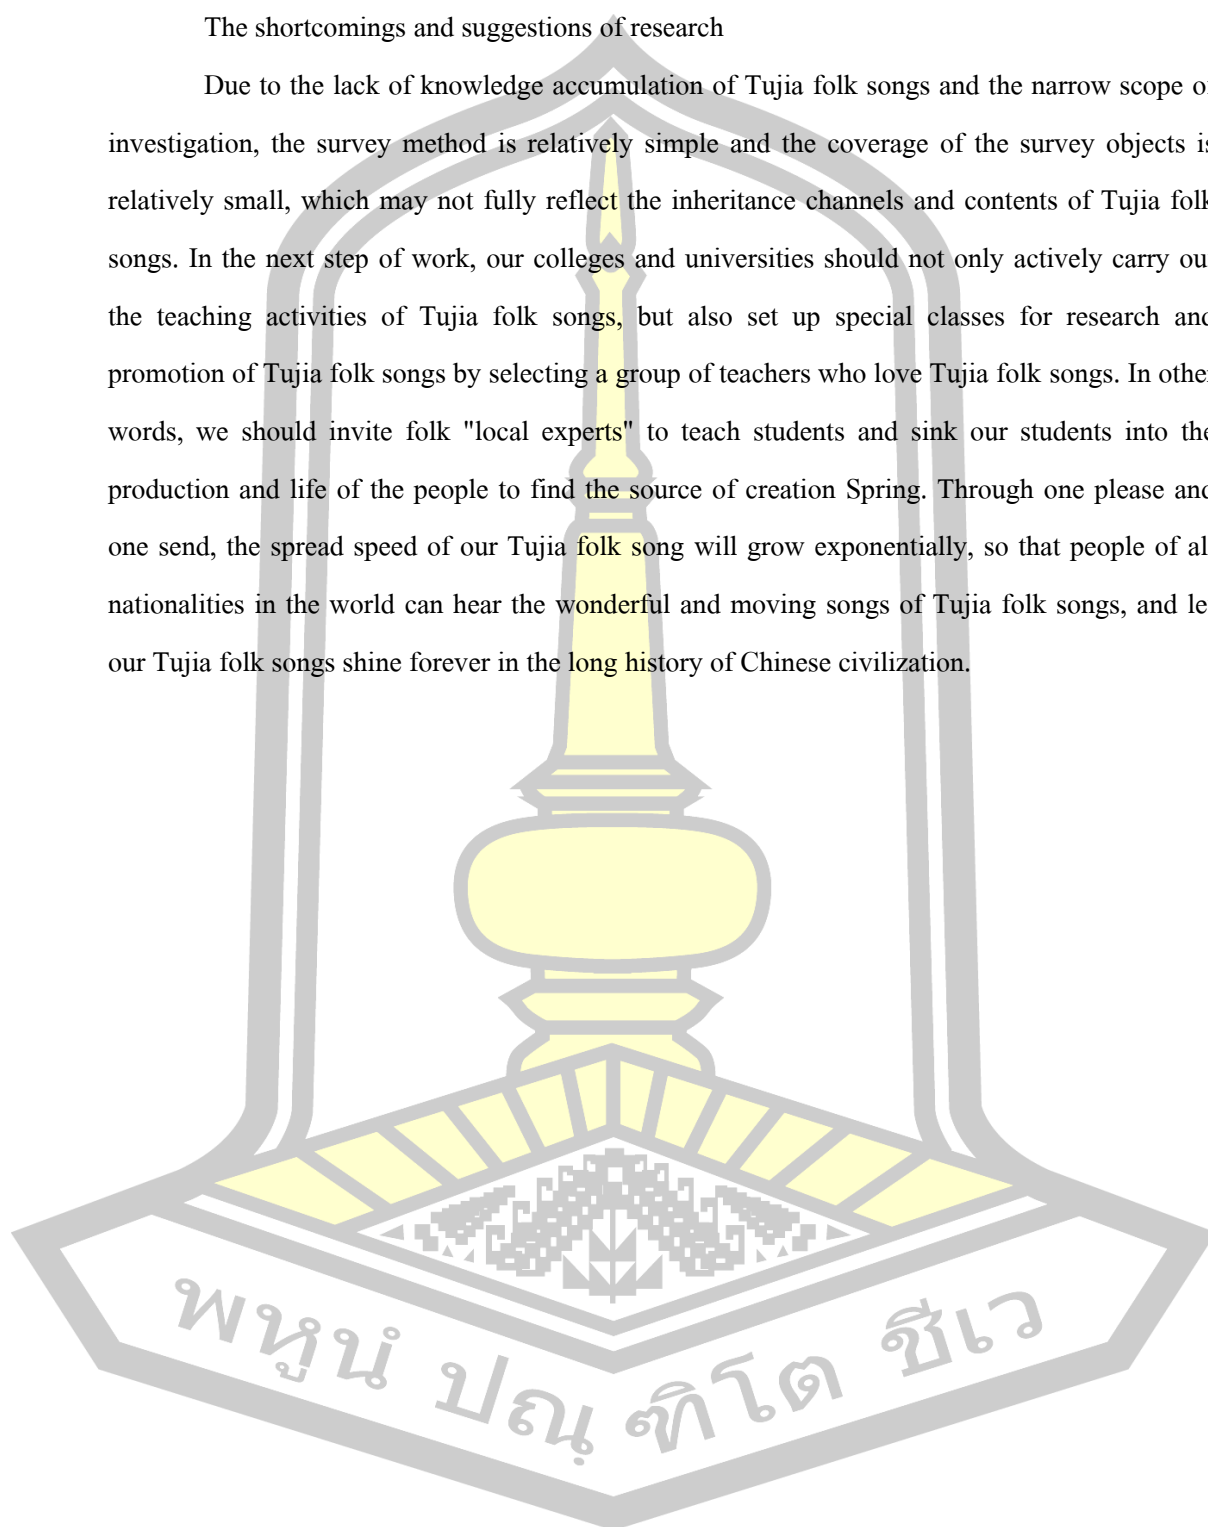 The shortcomings and suggestions of research
Due to the lack of knowledge accumulation of Tujia folk songs and the narrow scope of
investigation, the survey method is relatively simple and the coverage of the survey objects is
relatively small, which may not fully reflect the inheritance channels and contents of Tujia folk
songs. In the next step of work, our colleges and universities should not only actively carry out
the teaching activities of Tujia folk songs, but also set up special classes for research and
promotion of Tujia folk songs by selecting a group of teachers who love Tujia folk songs. In other
words, we should invite folk "local experts" to teach students and sink our students into the
production and life of the people to find the source of creation Spring. Through one please and
one send, the spread speed of our Tujia folk song will grow exponentially, so that people of all
nationalities in the world can hear the wonderful and moving songs of Tujia folk songs, and let
our Tujia folk songs shine forever in the long history of Chinese civilization.
พหูนํ ปณฺฑิโต ชีเว